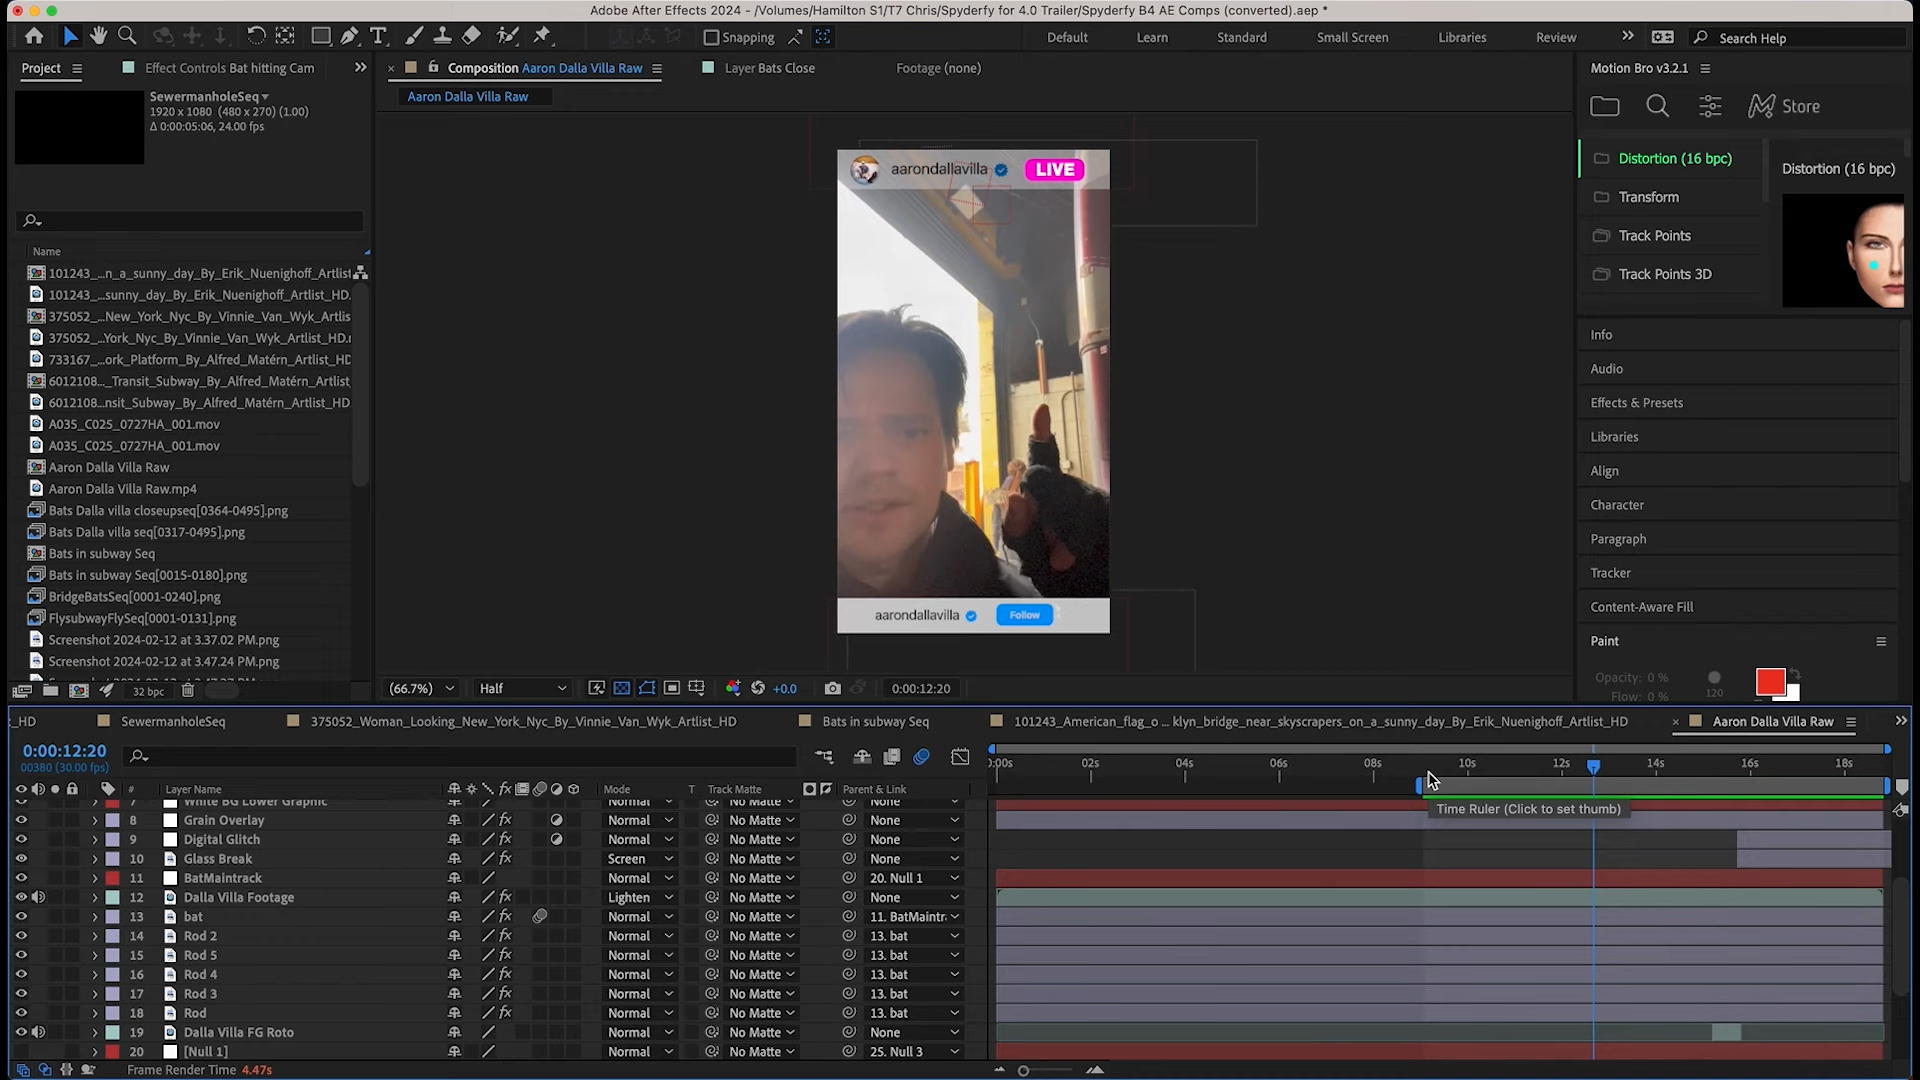 Adobe After Effects 2024 - /Volumes/Hamilton S1/T7 Chris/Spyderfy for 4.0 Trailer/Spyderfy B4 AE Comps (converted).aep *
Snapping
Default
Learn
Standard
Small Screen
Libraries
Review
Search Help
Project
Effect Controls Bat hitting Cam
Composition Aaron Dalla Villa Raw
Layer Bats Close
Footage (none)
Motion Bro v3.2.1
SewermanholeSeq
1920 x 1080 (480 x 270) (1.00)
Δ 0:00:05:06, 24.00 fps
Aaron Dalla Villa Raw
Store
Distortion (16 bpc)
Transform
Track Points
Track Points 3D
Distortion (16 bpc)
aarondallavilla
LIVE
aarondallavilla
Follow
Name
101243_...n_a_sunny_day_By_Erik_Nuenighoff_Artlist
101243_...sunny_day_By_Erik_Nuenighoff_Artlist_HD.
375052_...New_York_Nyc_By_Vinnie_Van_Wyk_Artlis
375052_...York_Nyc_By_Vinnie_Van_Wyk_Artlist_HD.
733167_...ork_Platform_By_Alfred_Matérn_Artlist_HD
6012108..._Transit_Subway_By_Alfred_Matérn_Artlist
6012108...nsit_Subway_By_Alfred_Matérn_Artlist_HD.
A035_C025_0727HA_001.mov
A035_C025_0727HA_001.mov
Aaron Dalla Villa Raw
Aaron Dalla Villa Raw.mp4
Bats Dalla villa closeupseq[0364-0495].png
Bats Dalla villa seq[0317-0495].png
Bats in subway Seq
Bats in subway Seq[0015-0180].png
BridgeBatsSeq[0001-0240].png
FlysubwayFlySeq[0001-0131].png
Screenshot 2024-02-12 at 3.37.02 PM.png
Screenshot 2024-02-12 at 3.47.24 PM.png
32 bpc
Info
Audio
Effects & Presets
Libraries
Align
Character
Paragraph
Tracker
Content-Aware Fill
Paint
Opacity: 0 %
Flow: 0 %
120
(66.7%)
Half
+0.0
0:00:12:20
:_HD
SewermanholeSeq
375052_Woman_Looking_New_York_Nyc_By_Vinnie_Van_Wyk_Artlist_HD
Bats in subway Seq
101243_American_flag_o ... klyn_bridge_near_skyscrapers_on_a_sunny_day_By_Erik_Nuenighoff_Artlist_HD
Aaron Dalla Villa Raw
0:00:12:20
00380 (30.00 fps)
):00s 02s 04s 06s 08s 10s 12s 14s 16s 18s
Time Ruler (Click to set thumb)
# Layer Name Mode T Track Matte Parent & Link
7 White BG Lower Graphic Normal No Matte None
8 Grain Overlay Normal No Matte None
9 Digital Glitch Normal No Matte None
10 Glass Break Screen No Matte None
11 BatMaintrack Normal No Matte 20. Null 1
12 Dalla Villa Footage Lighten No Matte None
13 bat Normal No Matte 11. BatMaintr
14 Rod 2 Normal No Matte 13. bat
15 Rod 5 Normal No Matte 13. bat
16 Rod 4 Normal No Matte 13. bat
17 Rod 3 Normal No Matte 13. bat
18 Rod Normal No Matte 13. bat
19 Dalla Villa FG Roto Normal No Matte None
20 [Null 1] Normal No Matte 25. Null 3
Frame Render Time 4.47s